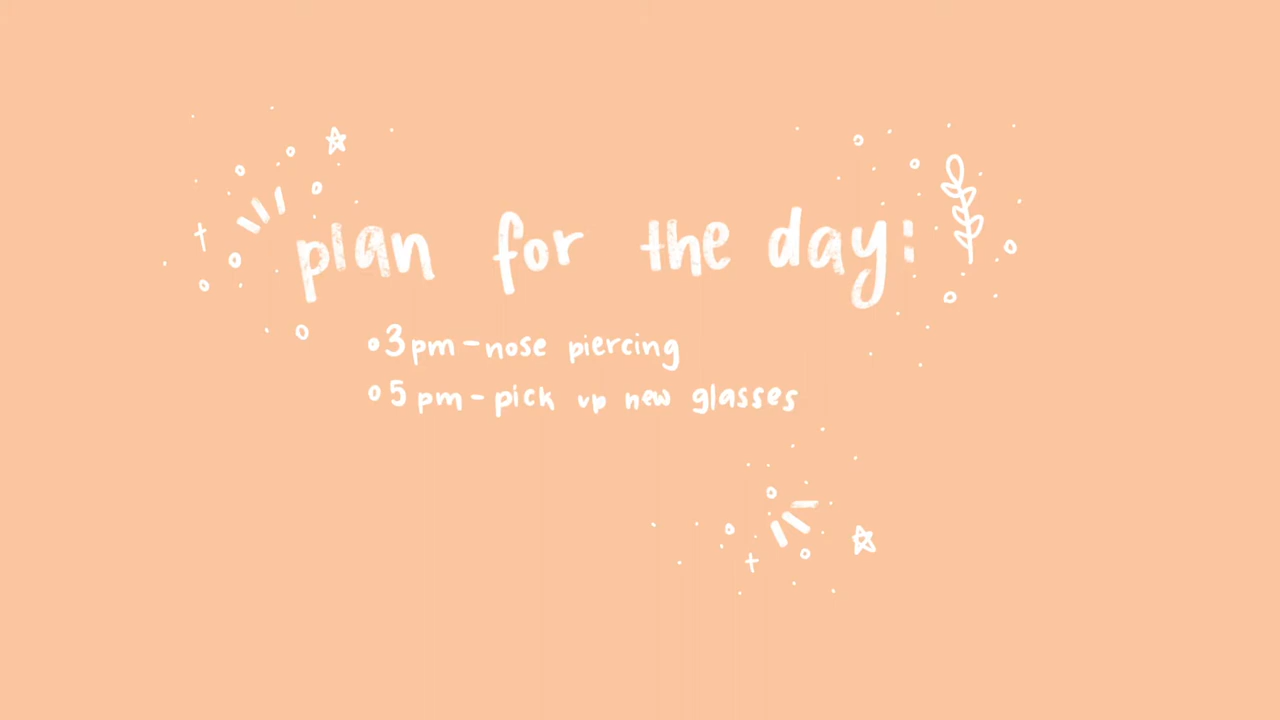 plan for the day:
3pm-nose piercing
5 pm-pick up new glasses